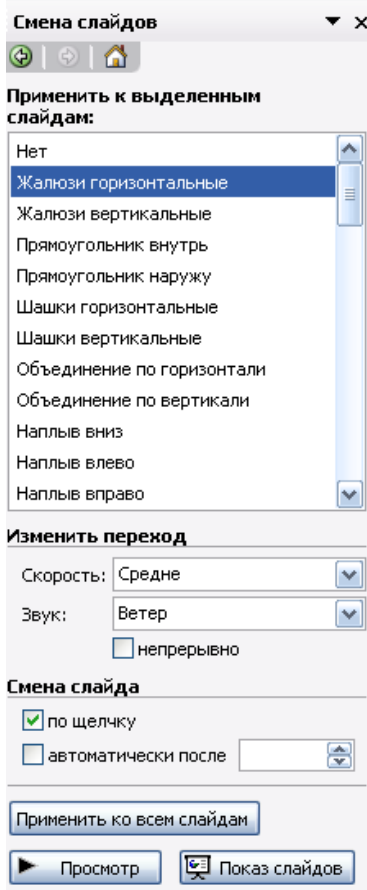 Смена слайдов
Применить к выделенным
слайдам:
Нет
Жалюзи горизонтальные
Жалюзи вертикальные
Прямоугольник внутрь
Прямоугольник наружу
Шашки горизонтальные
Шашки вертикальные
Объединение по горизонтали
Объединение по вертикали
Наплыв вниз
Наплыв влево
Наплыв вправо
Изменить переход
Скорость: Средне
Звук: Ветер
непрерывно
Смена слайда
по щелчку
автоматически после
Применить ко всем слайдам
Просмотр Показ слайдов